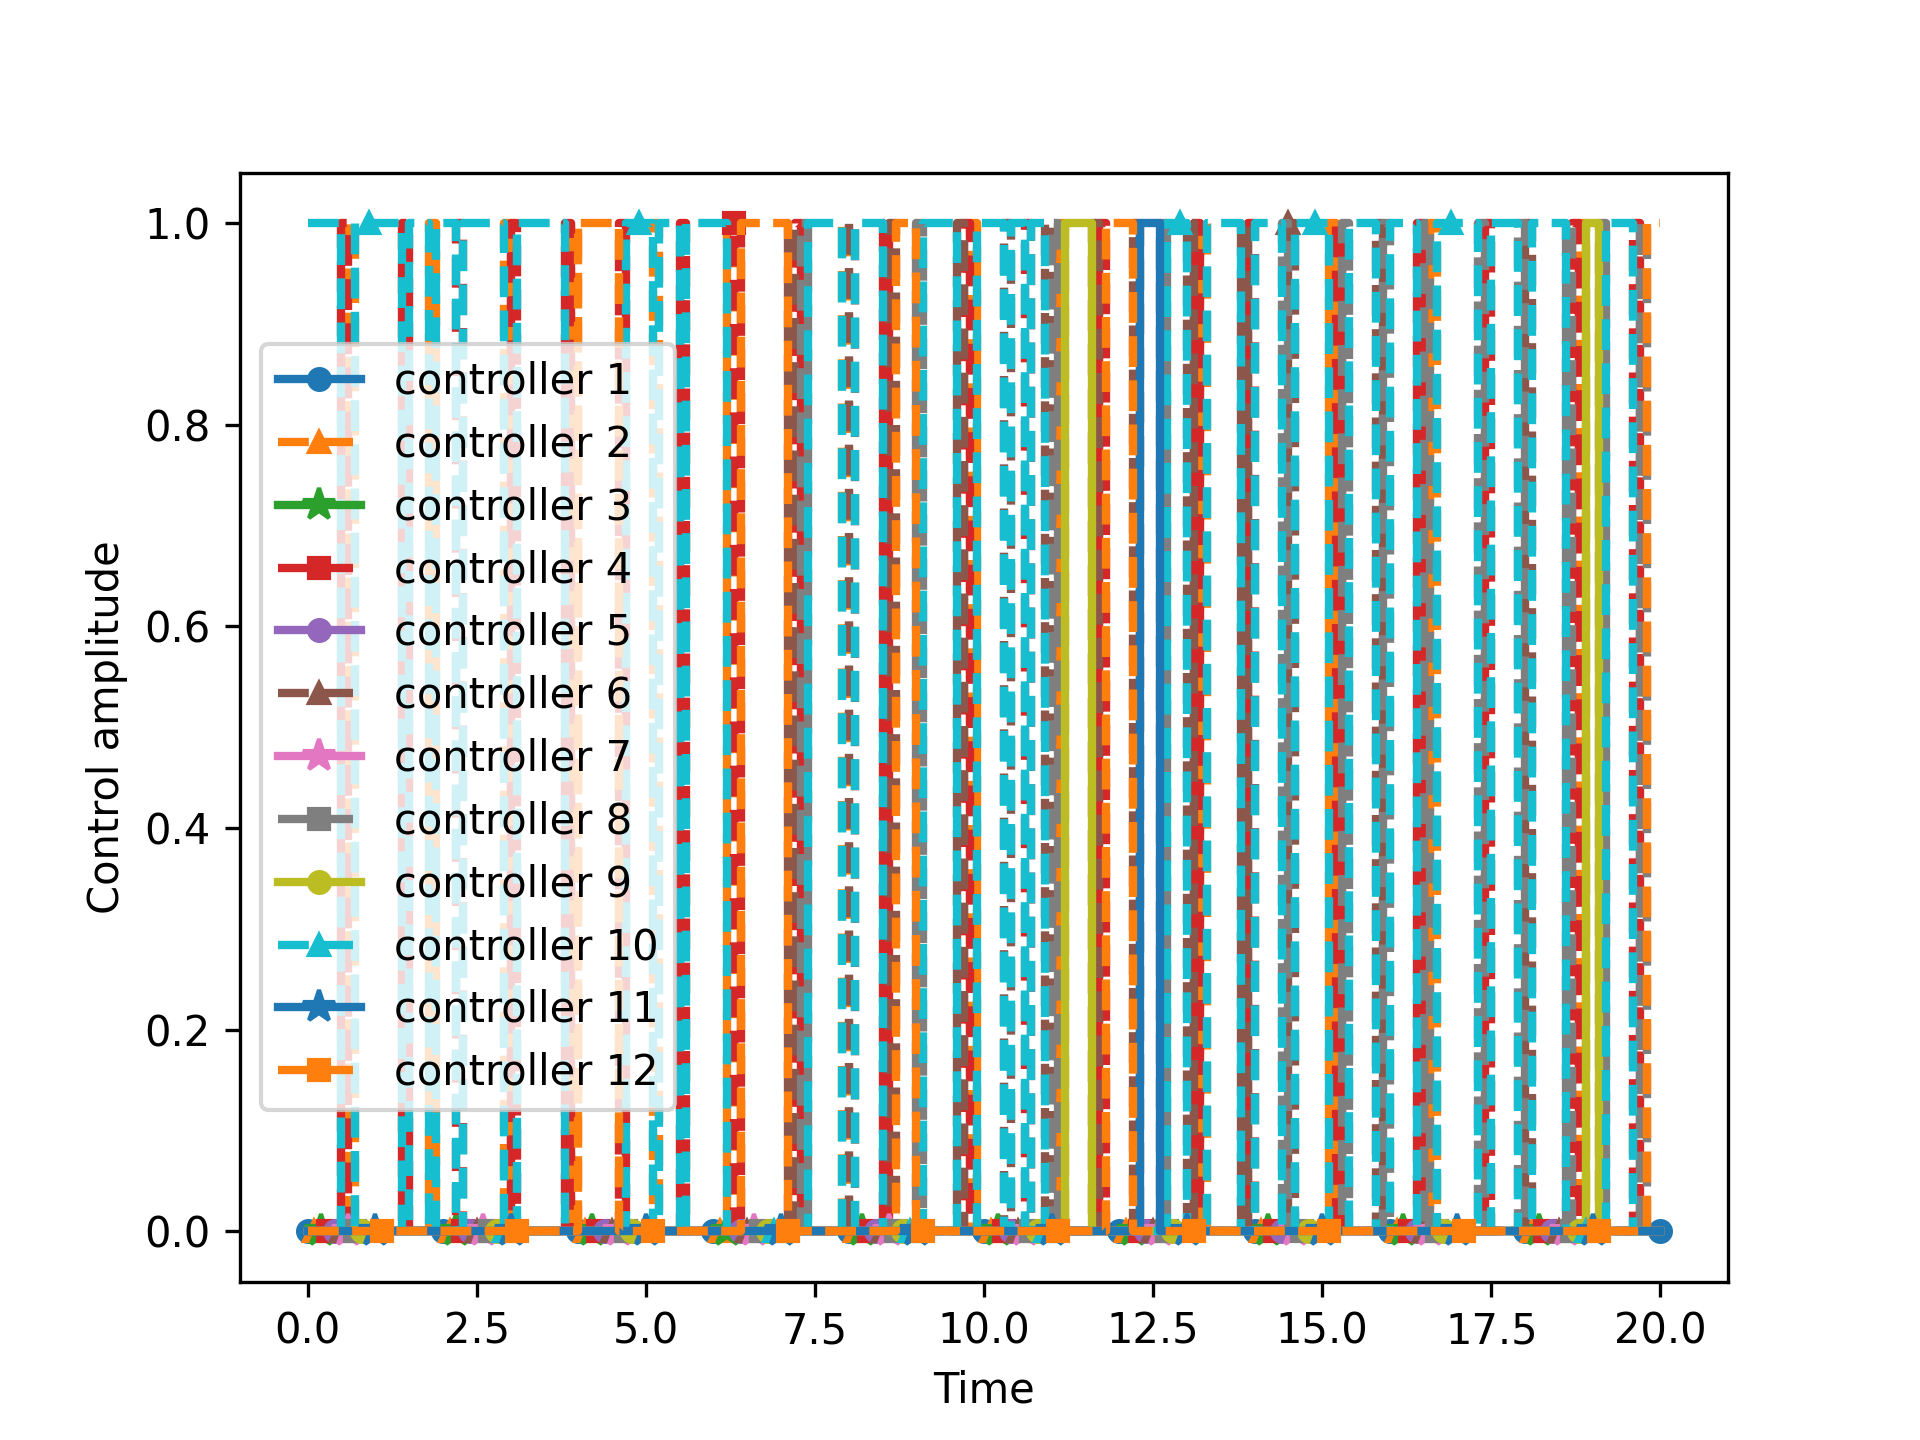 1.0
0.8
0.6
0.4
0.2
0.0
Control amplitude
controller 1
controller 2
controller 3
controller 4
controller 5
controller 6
controller 7
controller 8
controller 9
controller 10
controller 11
controller 12
0.0 2.5 5.0 7.5 10.0 12.5 15.0 17.5 20.0
Time